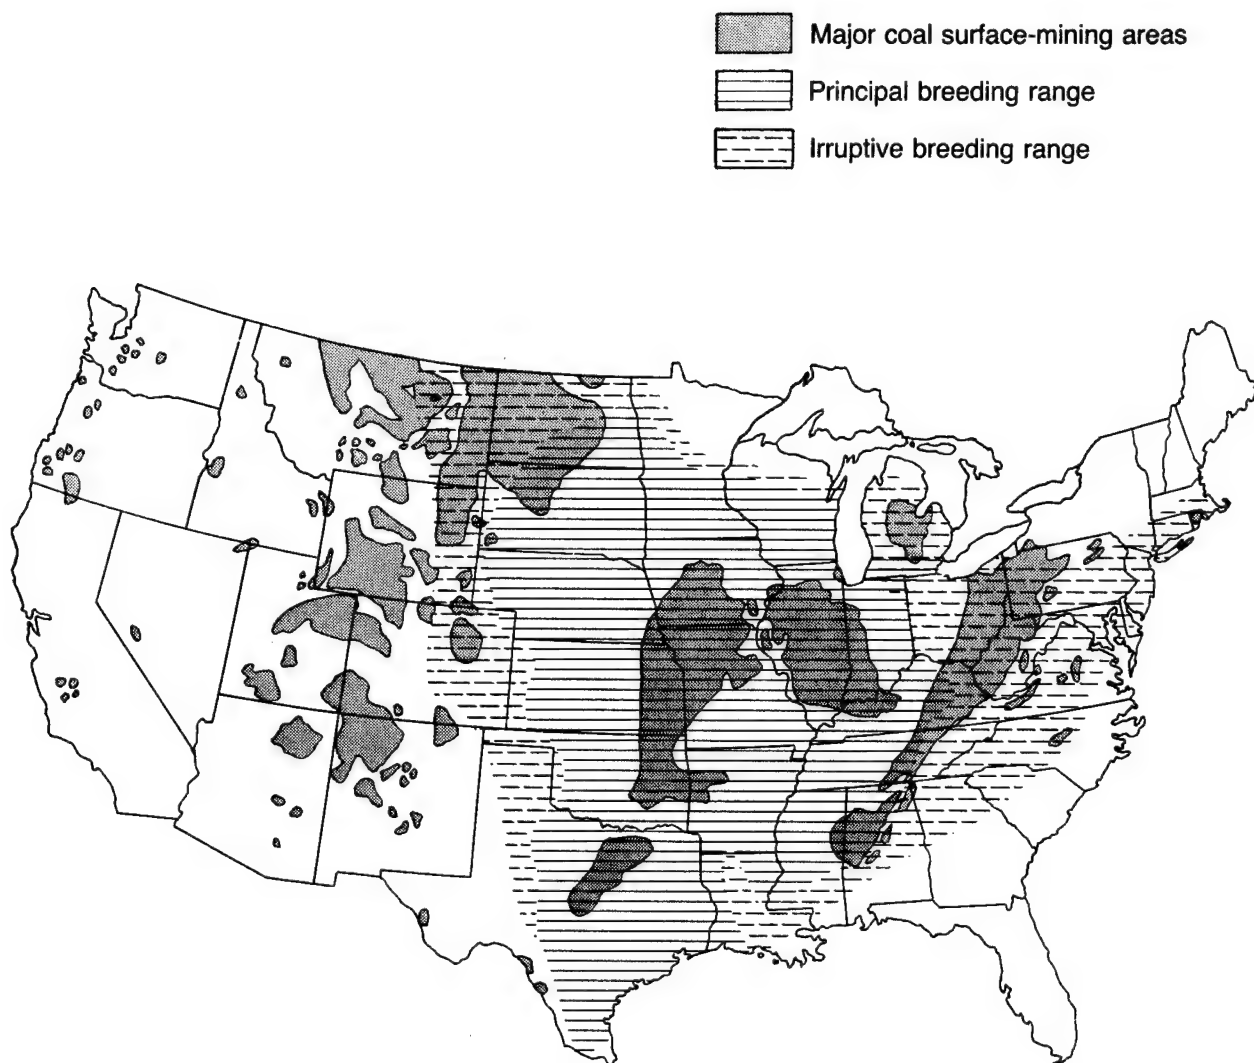 Major coal surface-mining areas
Principal breeding range
Irruptive breeding range